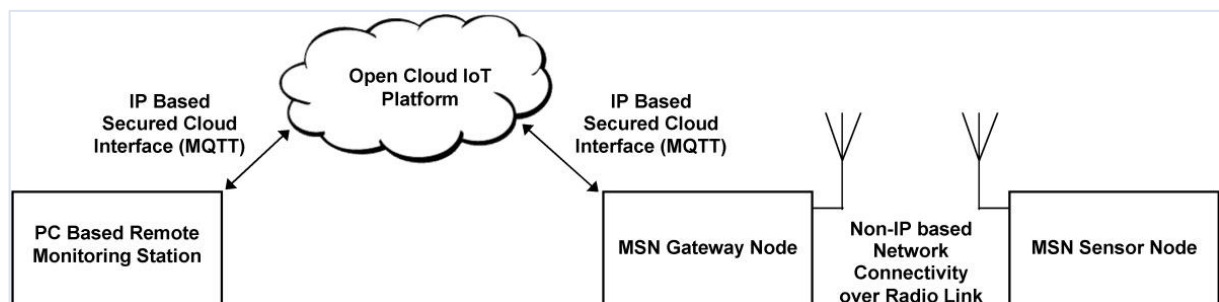 Open Cloud IoT
Platform
IP Based
Secured Cloud
Interface (MQTT)
IP Based
Secured Cloud
Interface (MQTT)
PC Based Remote
Monitoring Station
MSN Gateway Node
Non-IP based
Network
Connectivity
over Radio Link
MSN Sensor Node